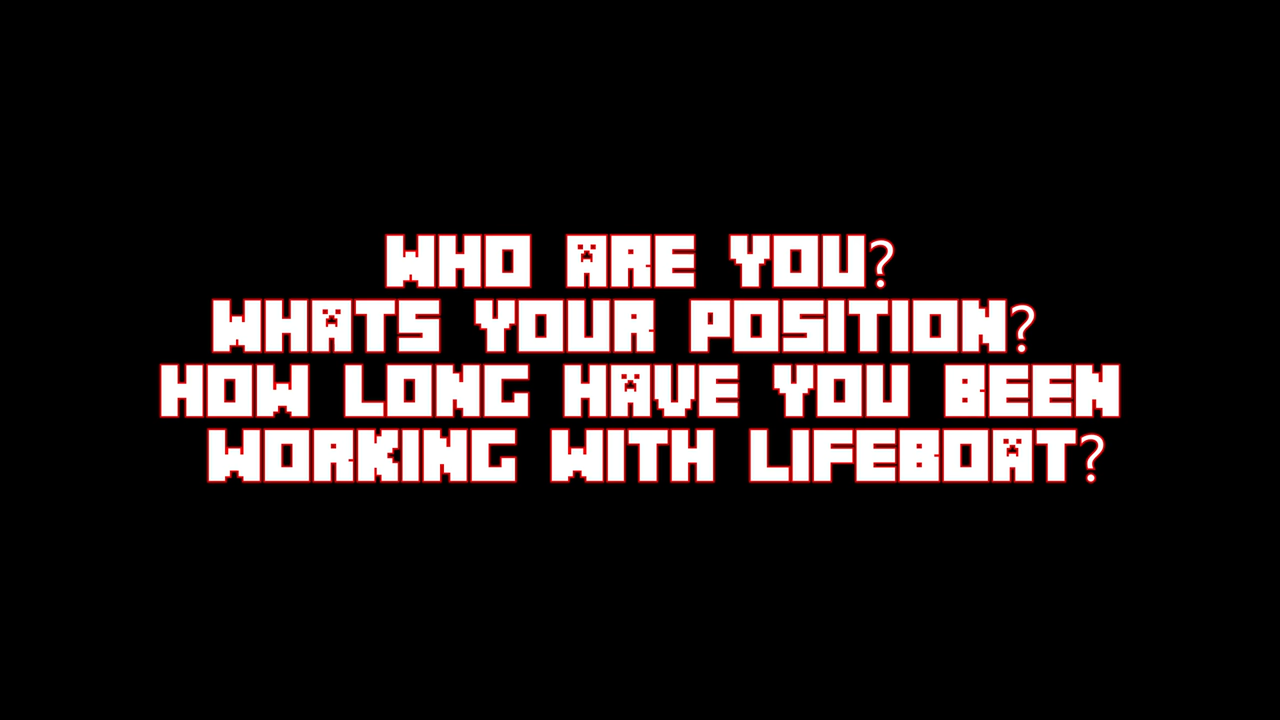 WHO ARE YOU?
WHATS YOUR POSITION?
HOW LONG HAVE YOU BEEN
WORKING WITH LIFEBOAT?